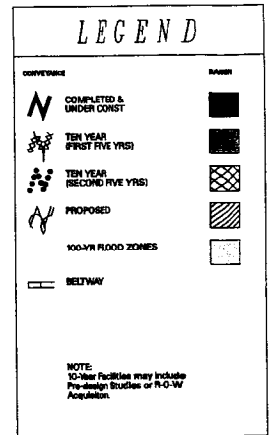 LEGEND
CONVEYANCE BASIN
COMPLETED &
UNDER CONST
TEN YEAR
(FIRST FIVE YRS)
TEN YEAR
(SECOND FIVE YRS)
PROPOSED
100-YR FLOOD ZONES
BELTWAY
NOTE:
10-Year Facilities may include
Pre-design Studies or R-O-W
Acquisiton.